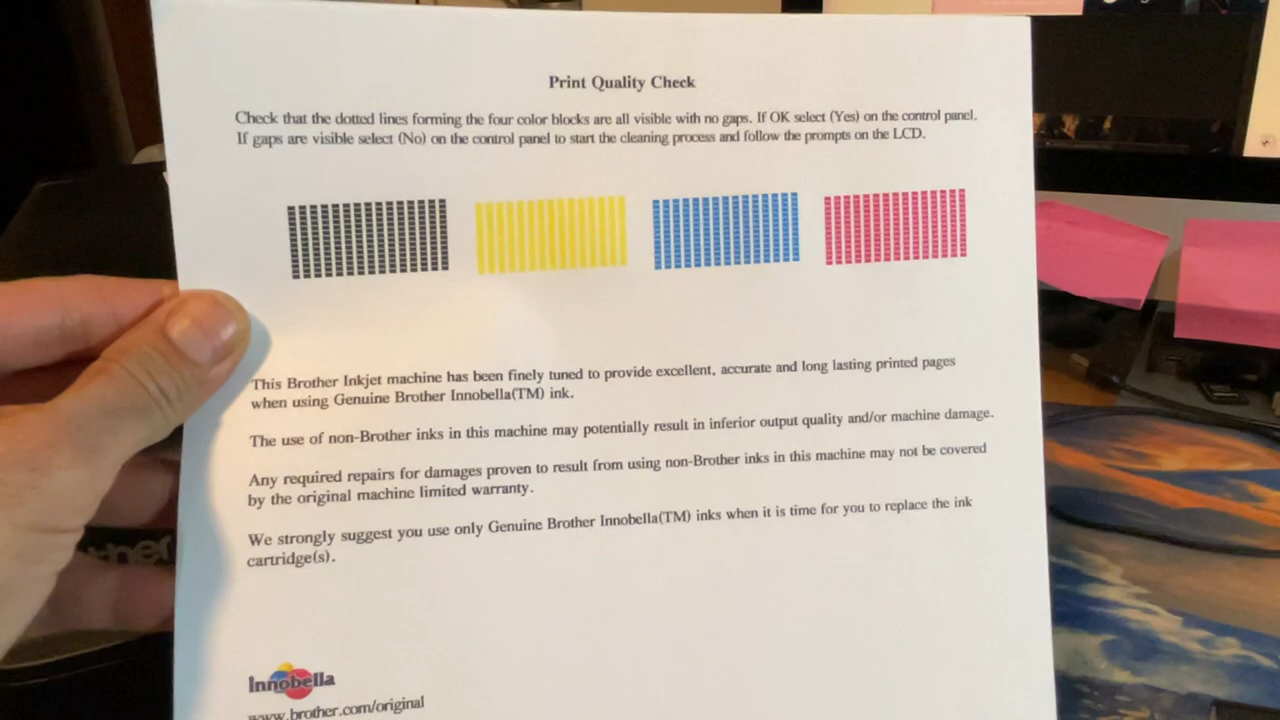 Print Quality Check
Check that the dotted lines forming the four color blocks are all visible with no gaps. If OK select (Yes) on the control panel.
If gaps are visible select (No) on the control panel to start the cleaning process and follow the prompts on the LCD.
This Brother Inkjet machine has been finely tuned to provide excellent, accurate and long lasting printed pages
when using Genuine Brother Innobella(TM) ink.
The use of non-Brother inks in this machine may potentially result in inferior output quality and/or machine damage.
Any required repairs for damages proven to result from using non-Brother inks in this machine may not be covered
by the original machine limited warranty.
We strongly suggest you use only Genuine Brother Innobella(TM) inks when it is time for you to replace the ink
cartridge(s).
Innobella
www.brother.com/original